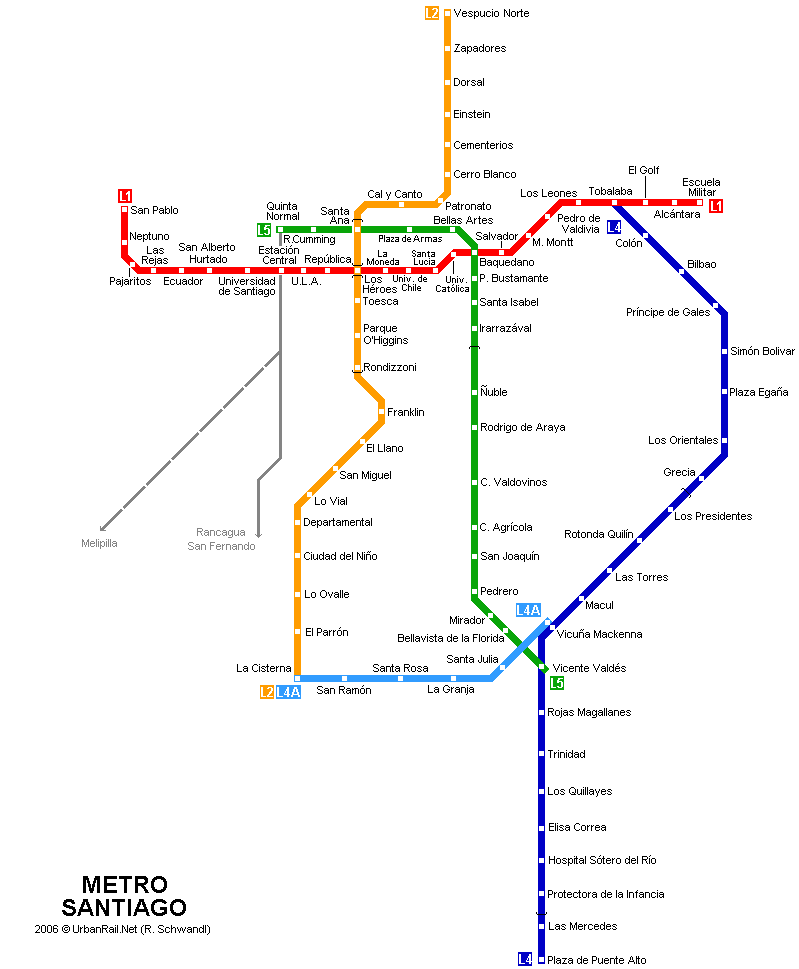 L2
Vespucio Norte
Zapadores
Dorsal
Einstein
Cementerios
Cerro Blanco
Cal y Canto
Patronato
L1
San Pablo
Neptuno
Pajaritos
Las
Rejas
Ecuador
San Alberto
Hurtado
Universidad
de Santiago
Estación
Central
U.L.A.
República
Los
Héroes
La
Moneda
Univ. de
Chile
Santa
Lucia
Univ.
Católica
Baquedano
Salvador
M. Montt
Pedro de
Valdivia
Los Leones
Tobalaba
El Golf
Alcántara
Escuela
Militar
L1
L5
Quinta
Normal
R.Cumming
Santa
Ana
Plaza de Armas
Bellas Artes
P. Bustamante
Santa Isabel
Irarrazával
Ñuble
Rodrigo de Araya
C. Valdovinos
C. Agrícola
San Joaquín
Pedrero
Mirador
Bellavista de la Florida
Vicente Valdés
L5
Toesca
Parque
O'Higgins
Rondizzoni
Franklin
El Llano
San Miguel
Lo Vial
Departamental
Ciudad del Niño
Lo Ovalle
El Parrón
La Cisterna
L2
L4A
San Ramón
Santa Rosa
La Granja
Santa Julia
L4A
Vicuña Mackenna
L4
Colón
Bilbao
Príncipe de Gales
Simón Bolivar
Plaza Egaña
Los Orientales
Grecia
Los Presidentes
Rotonda Quilín
Las Torres
Macul
Rojas Magallanes
Trinidad
Los Quillayes
Elisa Correa
Hospital Sótero del Río
Protectora de la Infancia
Las Mercedes
L4
Plaza de Puente Alto
Melipilla
Rancagua
San Fernando
METRO
SANTIAGO
2006 © UrbanRail.Net (R. Schwandl)